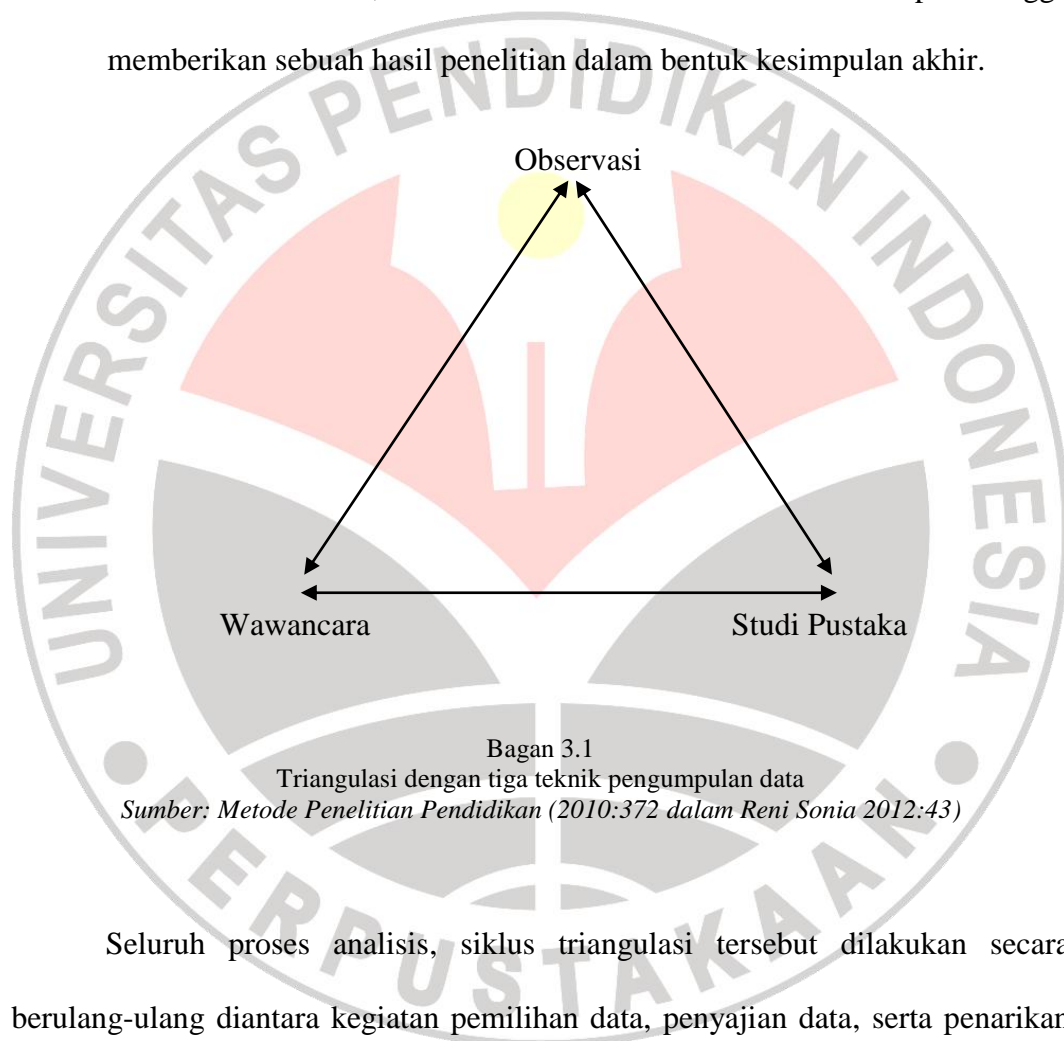 memberikan sebuah hasil penelitian dalam bentuk kesimpulan akhir.
UNIVERSITAS PENDIDIKAN INDONESIA
Observasi
Wawancara Studi Pustaka
Bagan 3.1
Triangulasi dengan tiga teknik pengumpulan data
Sumber: Metode Penelitian Pendidikan (2010:372 dalam Reni Sonia 2012:43)
PERPUSTAKAAN
Seluruh proses analisis, siklus triangulasi tersebut dilakukan secara
berulang-ulang diantara kegiatan pemilihan data, penyajian data, serta penarikan